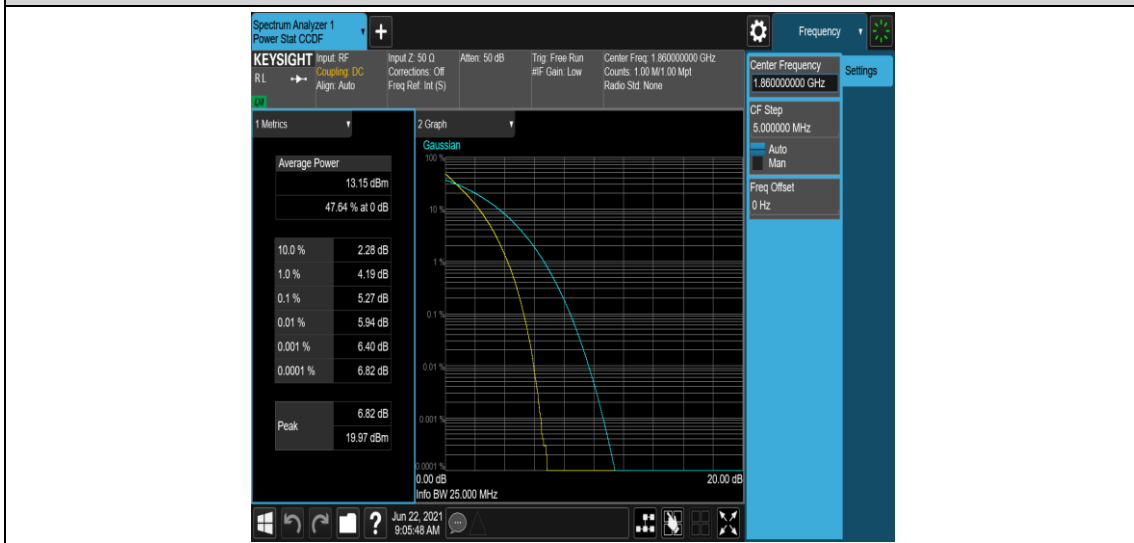 Spectrum Analyzer 1
Power Stat CCDF
+
Frequency
KEYSIGHT
RL
LXI
Input: RF
Coupling: DC
Align: Auto
Input Z: 50 Ω
Corrections: Off
Freq Ref: Int (S)
Atten: 50 dB
Trig: Free Run
#IF Gain: Low
Center Freq: 1.860000000 GHz
Counts: 1.00 M/1.00 Mpt
Radio Std: None
Center Frequency
1.860000000 GHz
Settings
CF Step
5.000000 MHz
Auto
Man
Freq Offset
0 Hz
1 Metrics
Average Power
13.15 dBm
47.64 % at 0 dB
10.0 % 2.28 dB
1.0 % 4.19 dB
0.1 % 5.27 dB
0.01 % 5.94 dB
0.001 % 6.40 dB
0.0001 % 6.82 dB
Peak 6.82 dB
19.97 dBm
2 Graph
Gaussian
100 %
10 %
1 %
0.1 %
0.01 %
0.001 %
0.0001 %
0.00 dB 20.00 dB
Info BW 25.000 MHz
?
Jun 22, 2021
9:05:48 AM